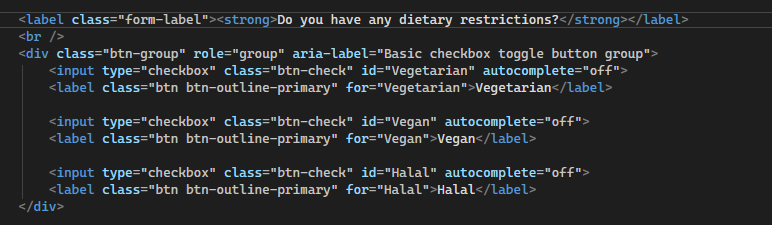 <label class="form-label"><strong>Do you have any dietary restrictions?</strong></label>
<br />
<div class="btn-group" role="group" aria-label="Basic checkbox toggle button group">
    <input type="checkbox" class="btn-check" id="Vegetarian" autocomplete="off">
    <label class="btn btn-outline-primary" for="Vegetarian">Vegetarian</label>

    <input type="checkbox" class="btn-check" id="Vegan" autocomplete="off">
    <label class="btn btn-outline-primary" for="Vegan">Vegan</label>

    <input type="checkbox" class="btn-check" id="Halal" autocomplete="off">
    <label class="btn btn-outline-primary" for="Halal">Halal</label>
</div>